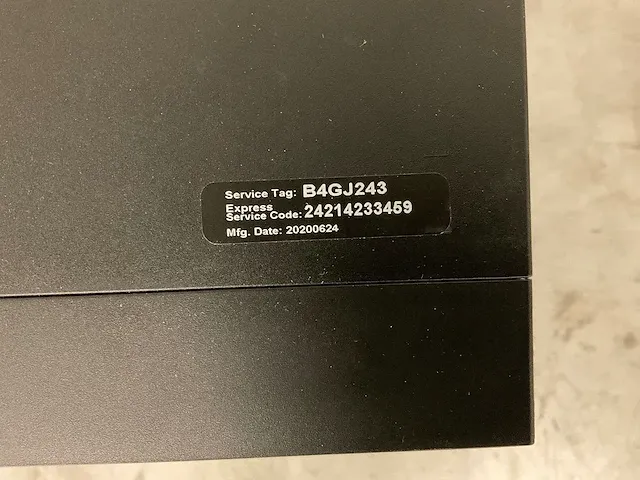 Service Tag: B4GJ243
Express
Service Code: 24214233459
Mfg. Date: 20200624